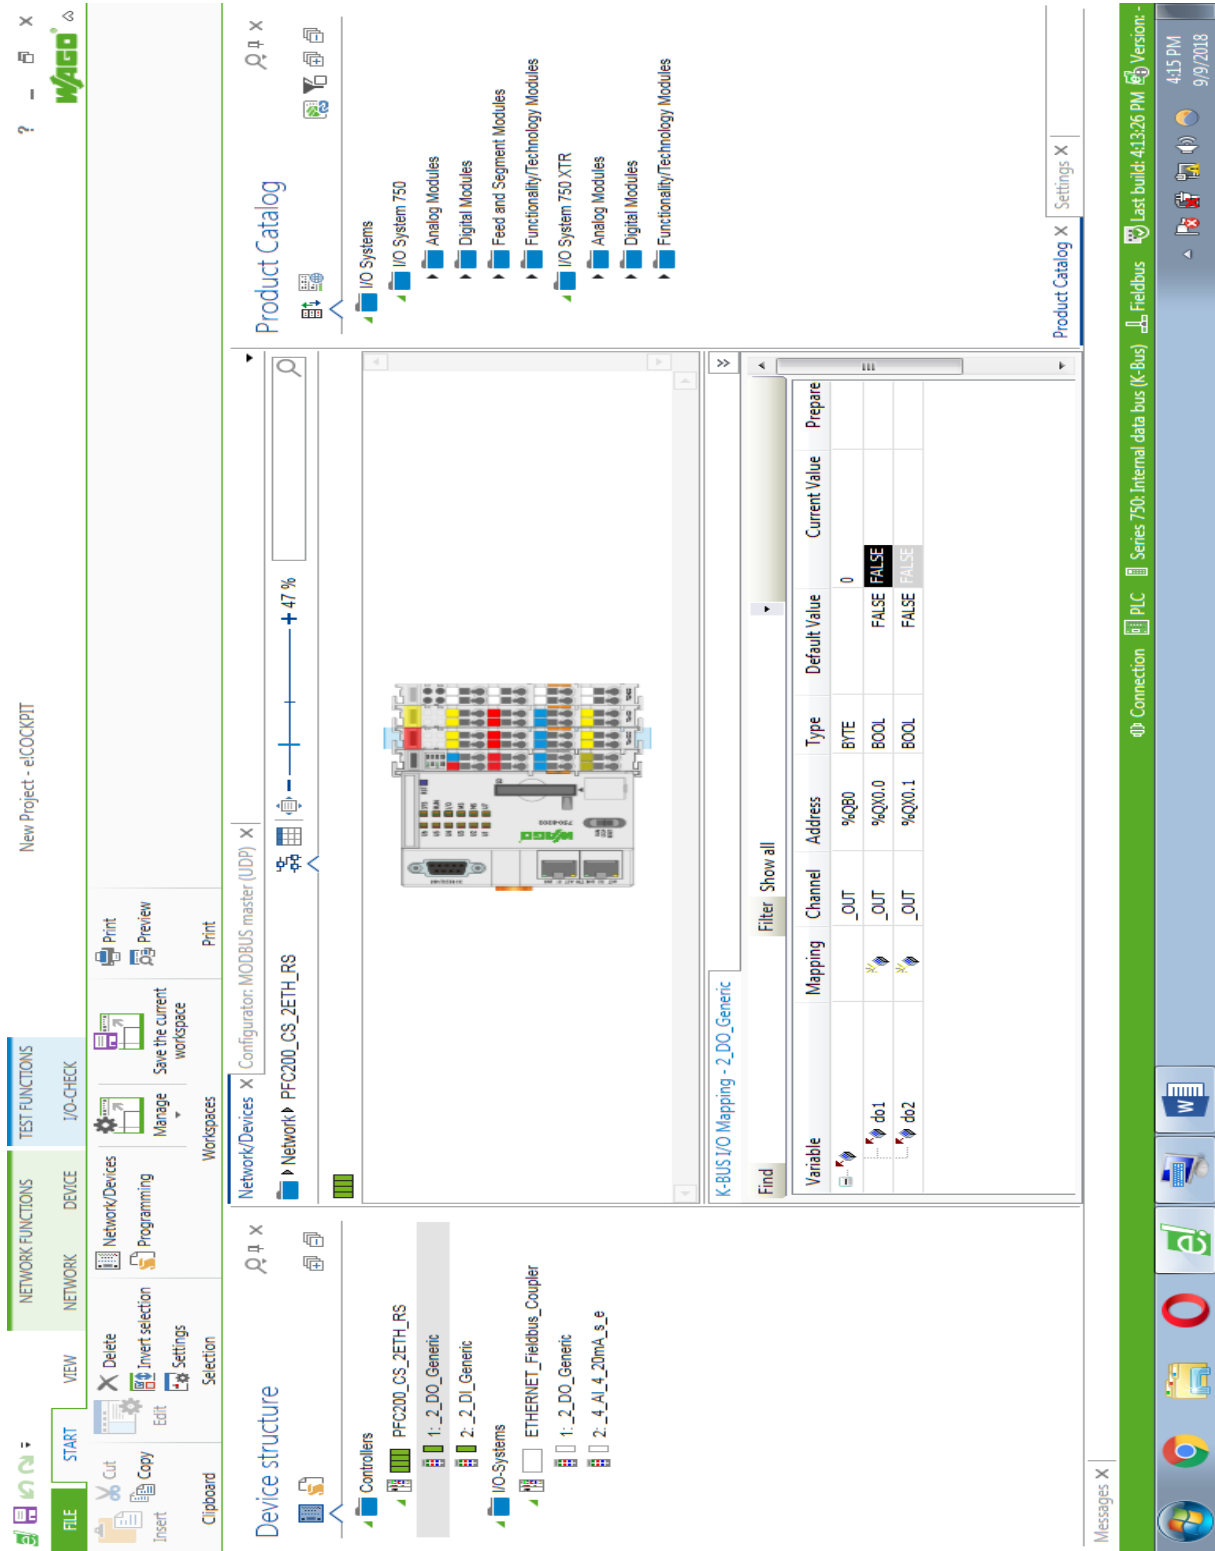 New Project - e!COCKPIT
?
NETWORK FUNCTIONS
TEST FUNCTIONS
FILE
START
VIEW
NETWORK
DEVICE
I/O-CHECK
WAGO
Insert
Cut
Copy
Clipboard
Edit
Delete
Invert selection
Settings
Selection
Network/Devices
Programming
Manage
Save the current
workspace
Workspaces
Print
Preview
Print
Device structure
Controllers
PFC200_CS_2ETH_RS
1: _2_DO_Generic
2: _2_DI_Generic
I/O-Systems
ETHERNET_Fieldbus_Coupler
1: _2_DO_Generic
2: _4_AI_4_20mA_s_e
Network/Devices X
Configurator: MODBUS master (UDP) X
Network
PFC200_CS_2ETH_RS
47 %
WAGO
750-8202
K-BUS I/O Mapping - 2_DO_Generic
Find
Filter
Show all
Variable Mapping Channel Address Type Default Value Current Value Prepare
_OUT %QB0 BYTE 0
do1 _OUT %QX0.0 BOOL FALSE FALSE
do2 _OUT %QX0.1 BOOL FALSE FALSE
Product Catalog
I/O Systems
I/O System 750
Analog Modules
Digital Modules
Feed and Segment Modules
Functionality/Technology Modules
I/O System 750 XTR
Analog Modules
Digital Modules
Functionality/Technology Modules
Product Catalog X
Settings X
Messages X
Connection
PLC
Series 750: Internal data bus (K-Bus)
Fieldbus
Last build: 4:13:26 PM
Version: -
4:15 PM
9/9/2018